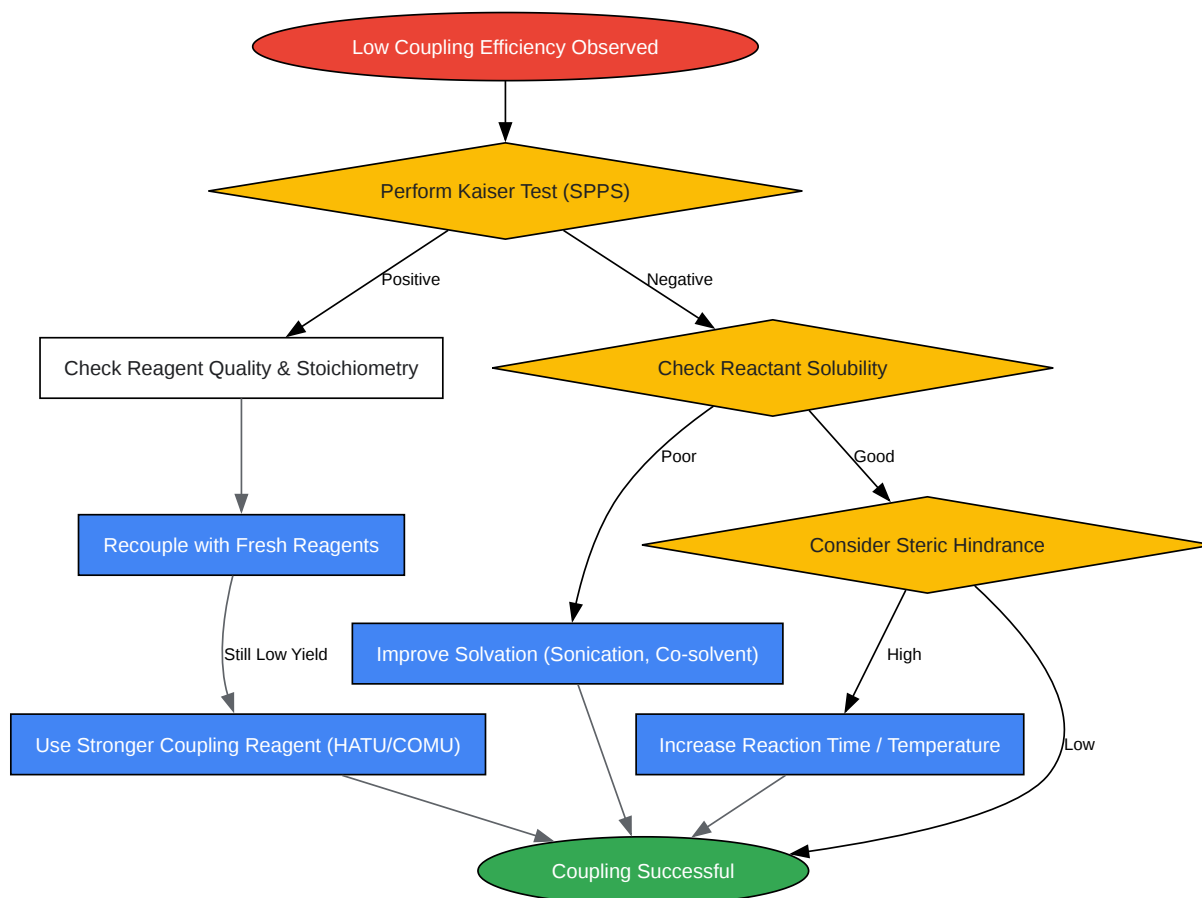 Low Coupling Efficiency Observed
Perform Kaiser Test (SPPS)
Positive
Negative
Check Reagent Quality & Stoichiometry
Check Reactant Solubility
Poor
Good
Recouple with Fresh Reagents
Consider Steric Hindrance
Still Low Yield
Improve Solvation (Sonication, Co-solvent)
High
Use Stronger Coupling Reagent (HATU/COMU)
Increase Reaction Time / Temperature
Low
Coupling Successful